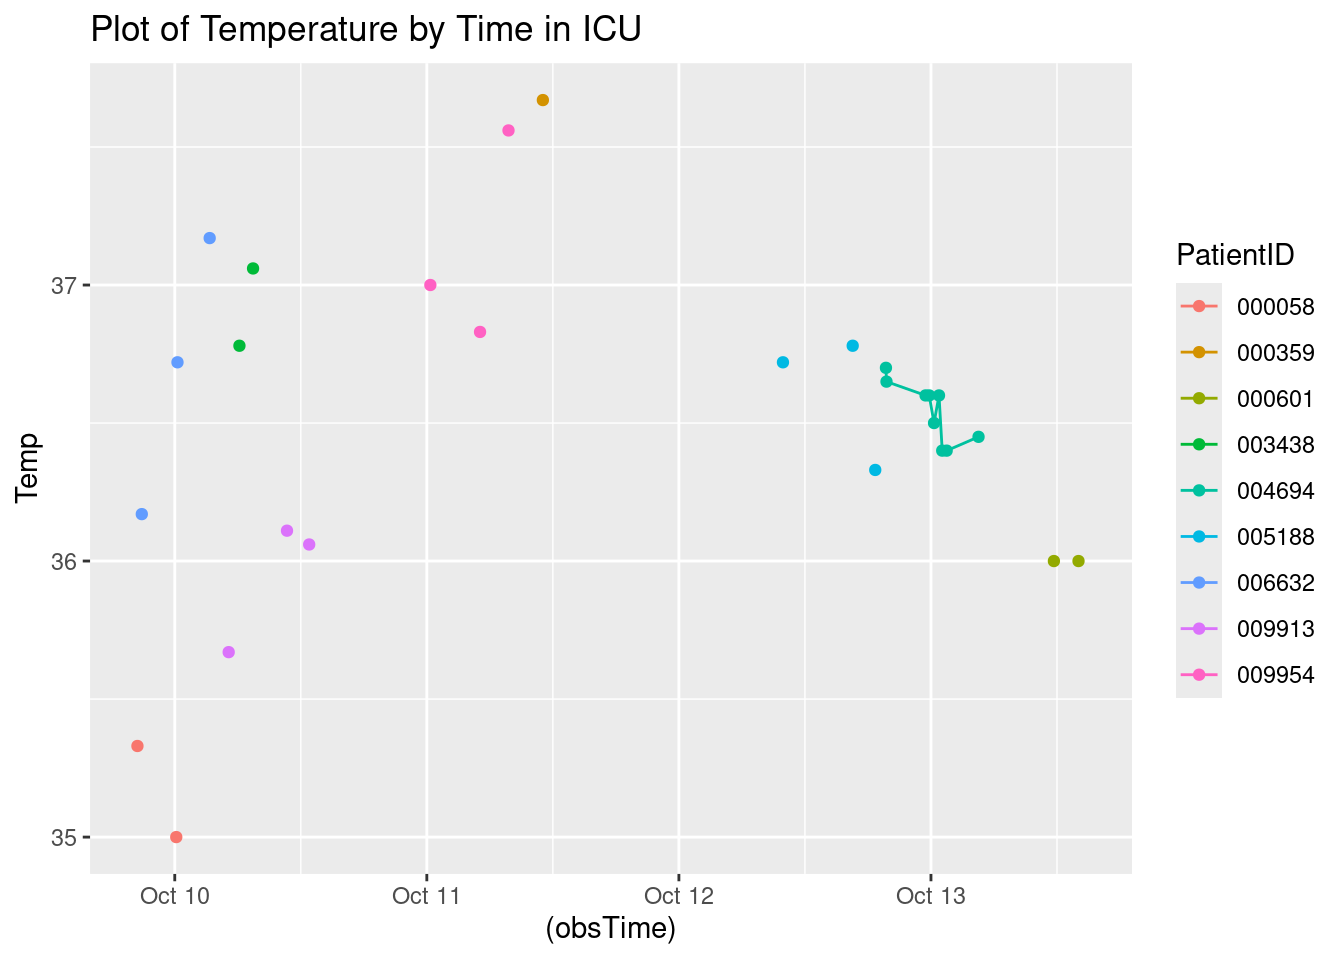 Plot of Temperature by Time in ICU
Temp
37
36
35
Oct 10
Oct 11
Oct 12
Oct 13
(obsTime)
PatientID
000058
000359
000601
003438
004694
005188
006632
009913
009954